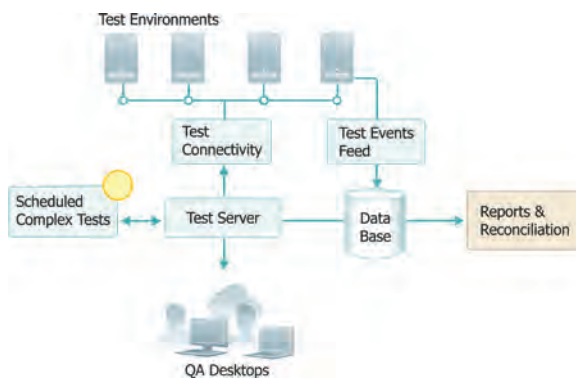 Test Environments
Test
Connectivity
Test Events
Feed
Scheduled
Complex Tests
Test Server
Data
Base
Reports &
Reconciliation
QA Desktops